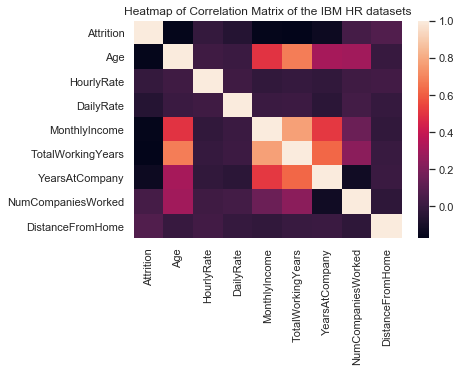 Heatmap of Correlation Matrix of the IBM HR datasets
Attrition
Age
HourlyRate
DailyRate
MonthlyIncome
TotalWorkingYears
YearsAtCompany
NumCompaniesWorked
DistanceFromHome
Attrition
Age
HourlyRate
DailyRate
MonthlyIncome
TotalWorkingYears
YearsAtCompany
NumCompaniesWorked
DistanceFromHome
1.0
0.8
0.6
0.4
0.2
0.0